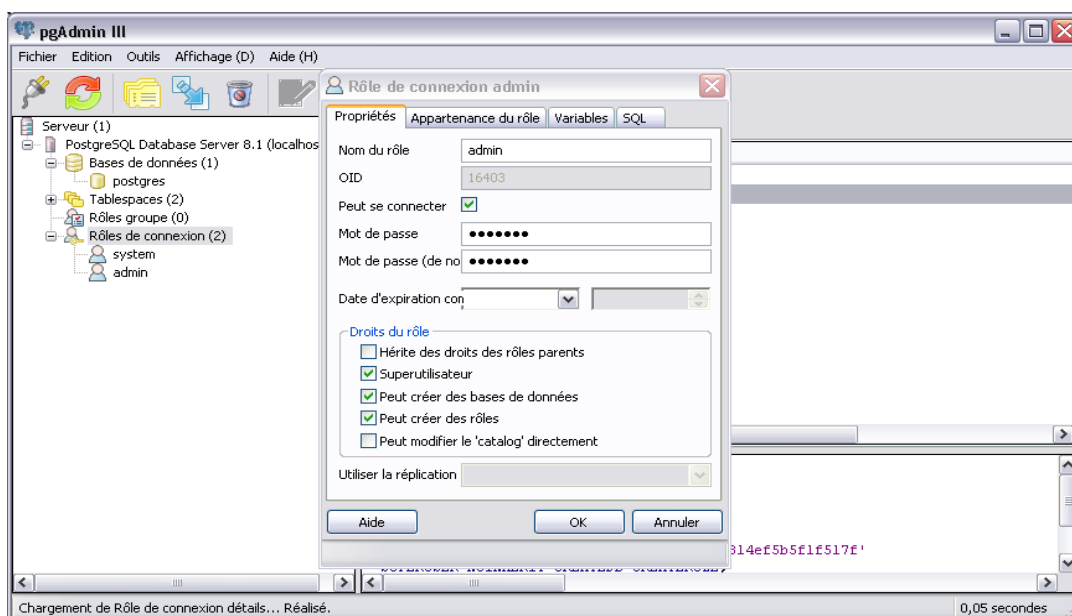 pgAdmin III
Fichier Edition Outils Affichage (D) Aide (H)
Serveur (1)
PostgreSQL Database Server 8.1 (localhos
Bases de données (1)
postgres
Tablespaces (2)
Rôles groupe (0)
Rôles de connexion (2)
system
admin
Rôle de connexion admin
Propriétés Appartenance du rôle Variables SQL
Nom du rôle admin
OID 16403
Peut se connecter
Mot de passe •••••••
Mot de passe (de no •••••••
Date d'expiration con
Droits du rôle
Hérite des droits des rôles parents
Superutilisateur
Peut créer des bases de données
Peut créer des rôles
Peut modifier le 'catalog' directement
Utiliser la réplication
Aide OK Annuler
814ef5b5f1f517f'
Chargement de Rôle de connexion détails... Réalisé. 0,05 secondes